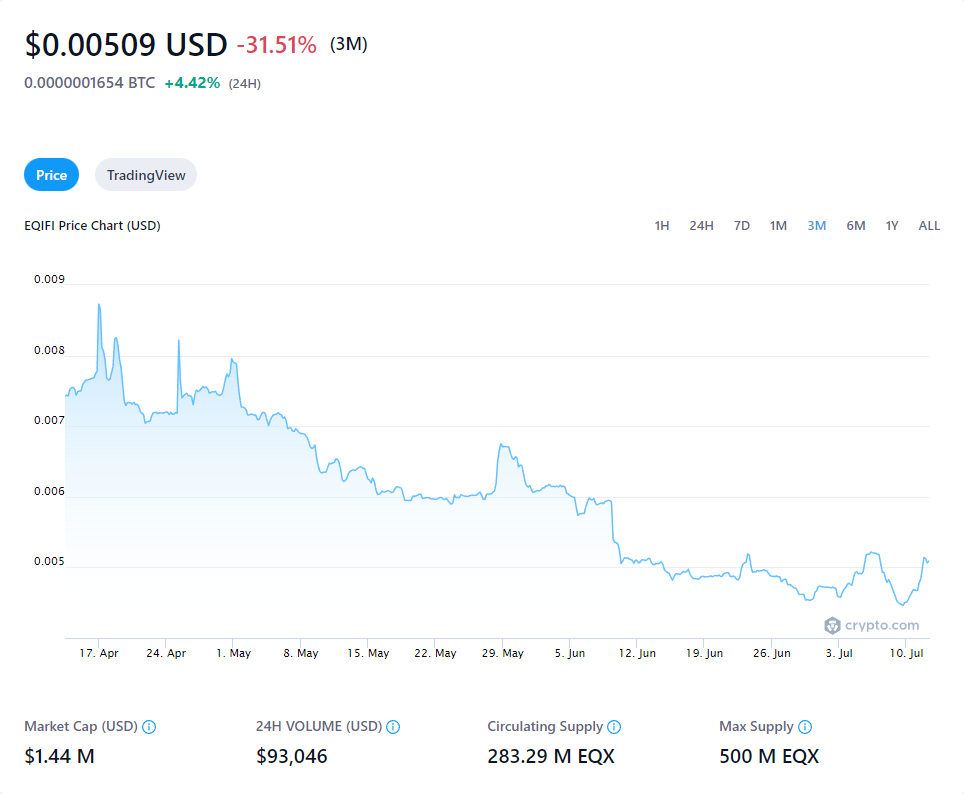 $0.00509 USD -31.51% (3M)
0.0000001654 BTC +4.42% (24H)
Price TradingView
EQIFI Price Chart (USD) 1H 24H 7D 1M 3M 6M 1Y ALL
0.009
0.008
0.007
0.006
0.005
crypto.com
17. Apr 24. Apr 1. May 8. May 15. May 22. May 29. May 5. Jun 12. Jun 19. Jun 26. Jun 3. Jul 10. Jul
Market Cap (USD) 24H VOLUME (USD) Circulating Supply Max Supply
$1.44 M $93,046 283.29 M EQX 500 M EQX